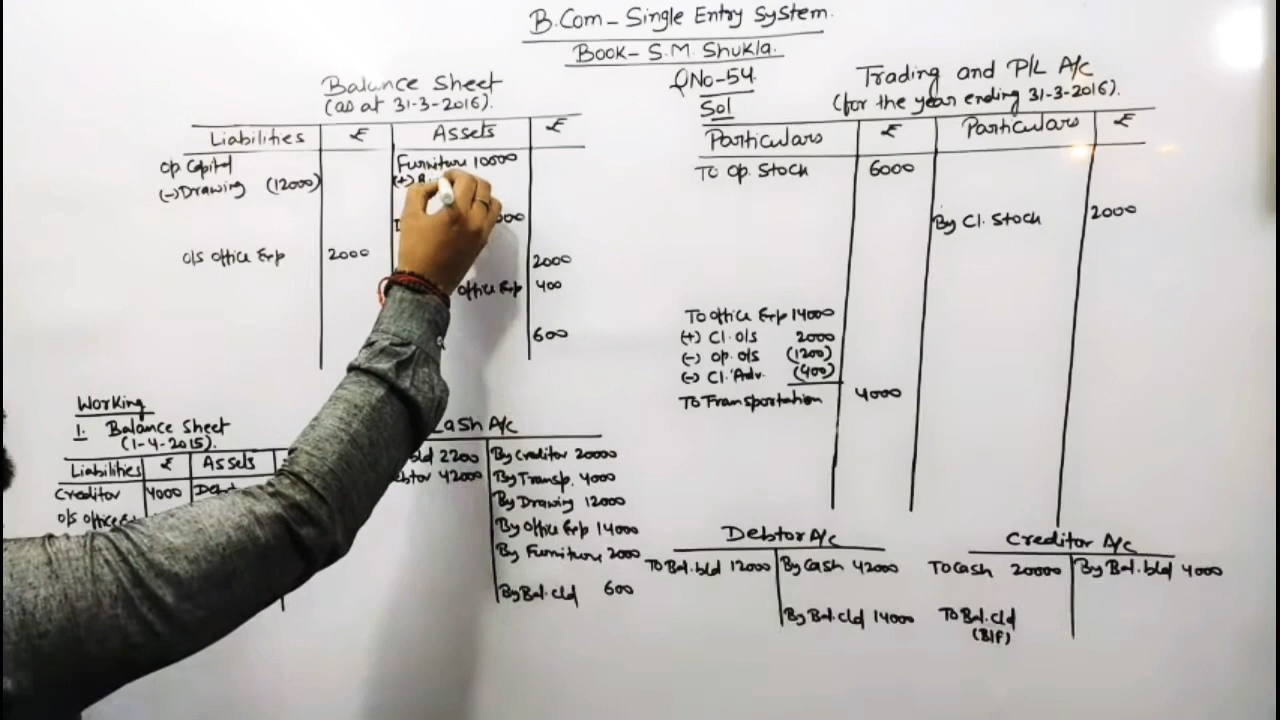 B.Com - Single Entry System.
Book - S.M. Shukla.
QNo-54.
Sol
Balance Sheet
(as at 31-3-2016).
Liabilities ₹ Assets ₹
Op Capital
(-) Drawing (12000)
Furniture 10000
(+)
2000
O/s Office Exp 2000
Office Exp 400
600
Trading and P/L A/c
(for the year ending 31-3-2016).
Particulars ₹ Particulars ₹
To Op. Stock 6000
By Cl. Stock 2000
To Office Exp 14000
(+) Cl. o/s 2000
(-) Op. o/s (1200)
(-) Cl. Adv. (400)
To Transportation 4000
Working
1. Balance Sheet
(1-4-2015).
Liabilities ₹ Assets
Creditor 4000
O/s Office
Cash A/c
b/d 2200 By Creditor 20000
42000 By Transp. 4000
By Drawing 12000
By Office Exp 14000
By Furniture 2000
By Bal. c/d 600
Debtor A/c
To Bal. b/d 12000 By Cash 42000
By Bal. c/d 14000
Creditor A/c
To Cash 20000 By Bal. b/d 4000
To Bal. c/d
(B/F)